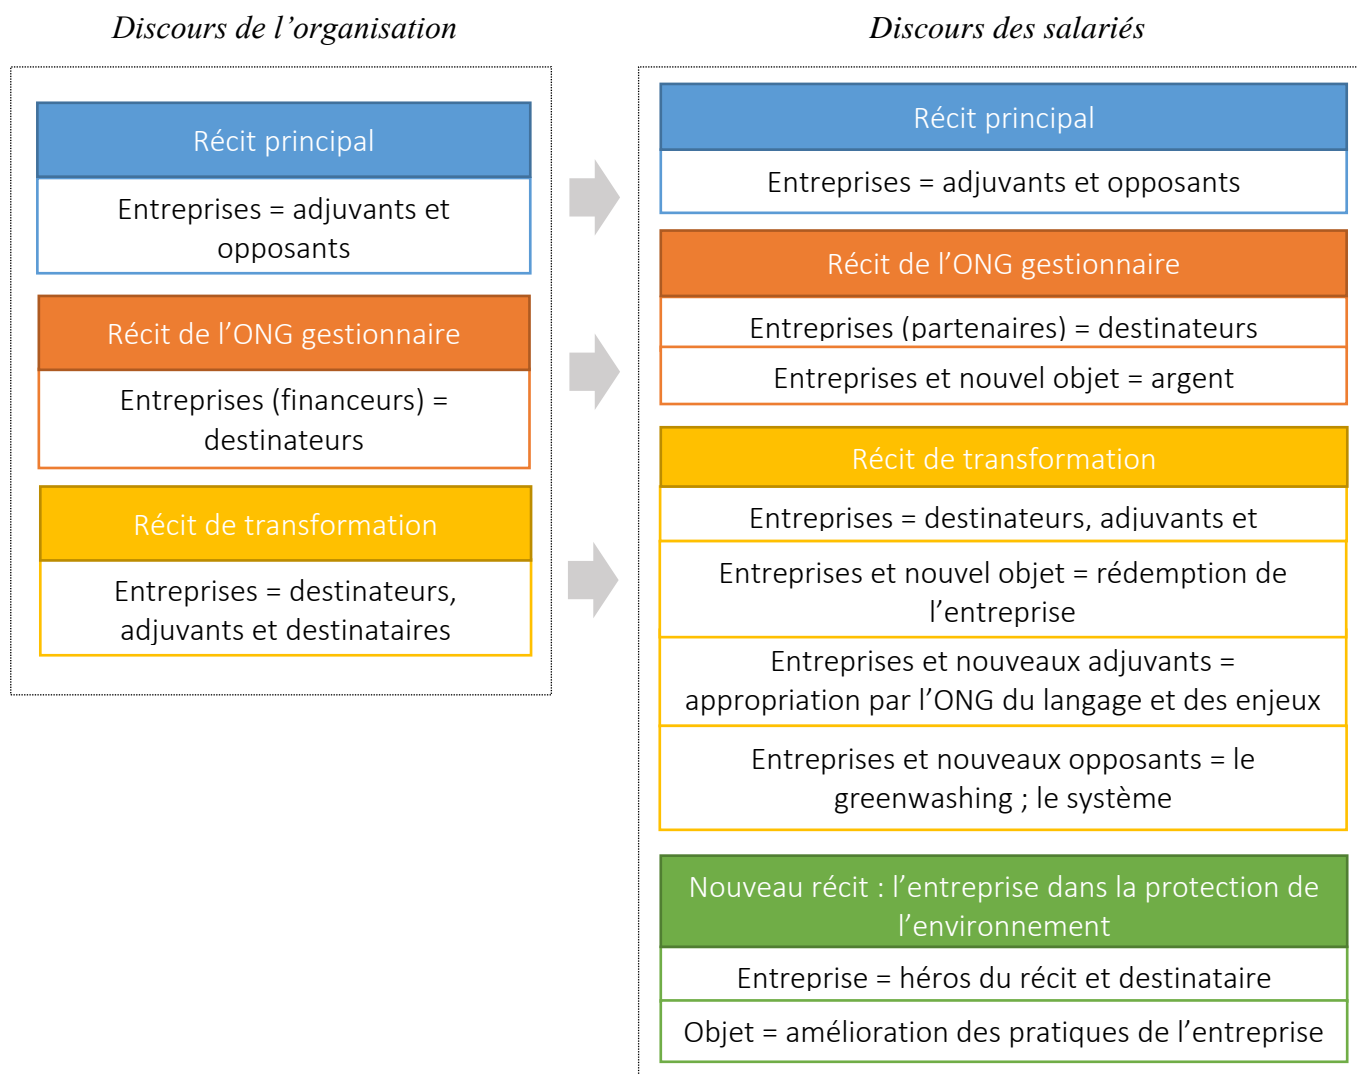 Discours de l’organisation
Récit principal
Entreprises = adjuvants et
opposants
Récit de l’ONG gestionnaire
Entreprises (financeurs) =
destinateurs
Récit de transformation
Entreprises = destinateurs,
adjuvants et destinataires
Discours des salariés
Récit principal
Entreprises = adjuvants et opposants
Récit de l’ONG gestionnaire
Entreprises (partenaires) = destinateurs
Entreprises et nouvel objet = argent
Récit de transformation
Entreprises = destinateurs, adjuvants et
Entreprises et nouvel objet = rédemption de
l’entreprise
Entreprises et nouveaux adjuvants =
appropriation par l’ONG du langage et des enjeux
Entreprises et nouveaux opposants = le
greenwashing ; le système
Nouveau récit : l’entreprise dans la protection de
l’environnement
Entreprise = héros du récit et destinataire
Objet = amélioration des pratiques de l’entreprise